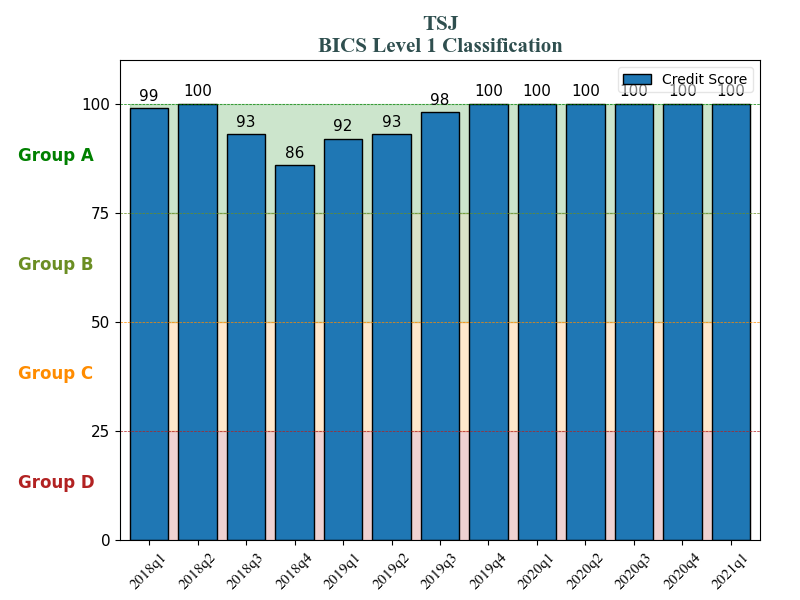 TSJ
BICS Level 1 Classification
Credit Score
99 100 93 86 92 93 98 100 100 100 100 100 100
100
Group A
75
Group B
50
Group C
25
Group D
0
2018q1 2018q2 2018q3 2018q4 2019q1 2019q2 2019q3 2019q4 2020q1 2020q2 2020q3 2020q4 2021q1